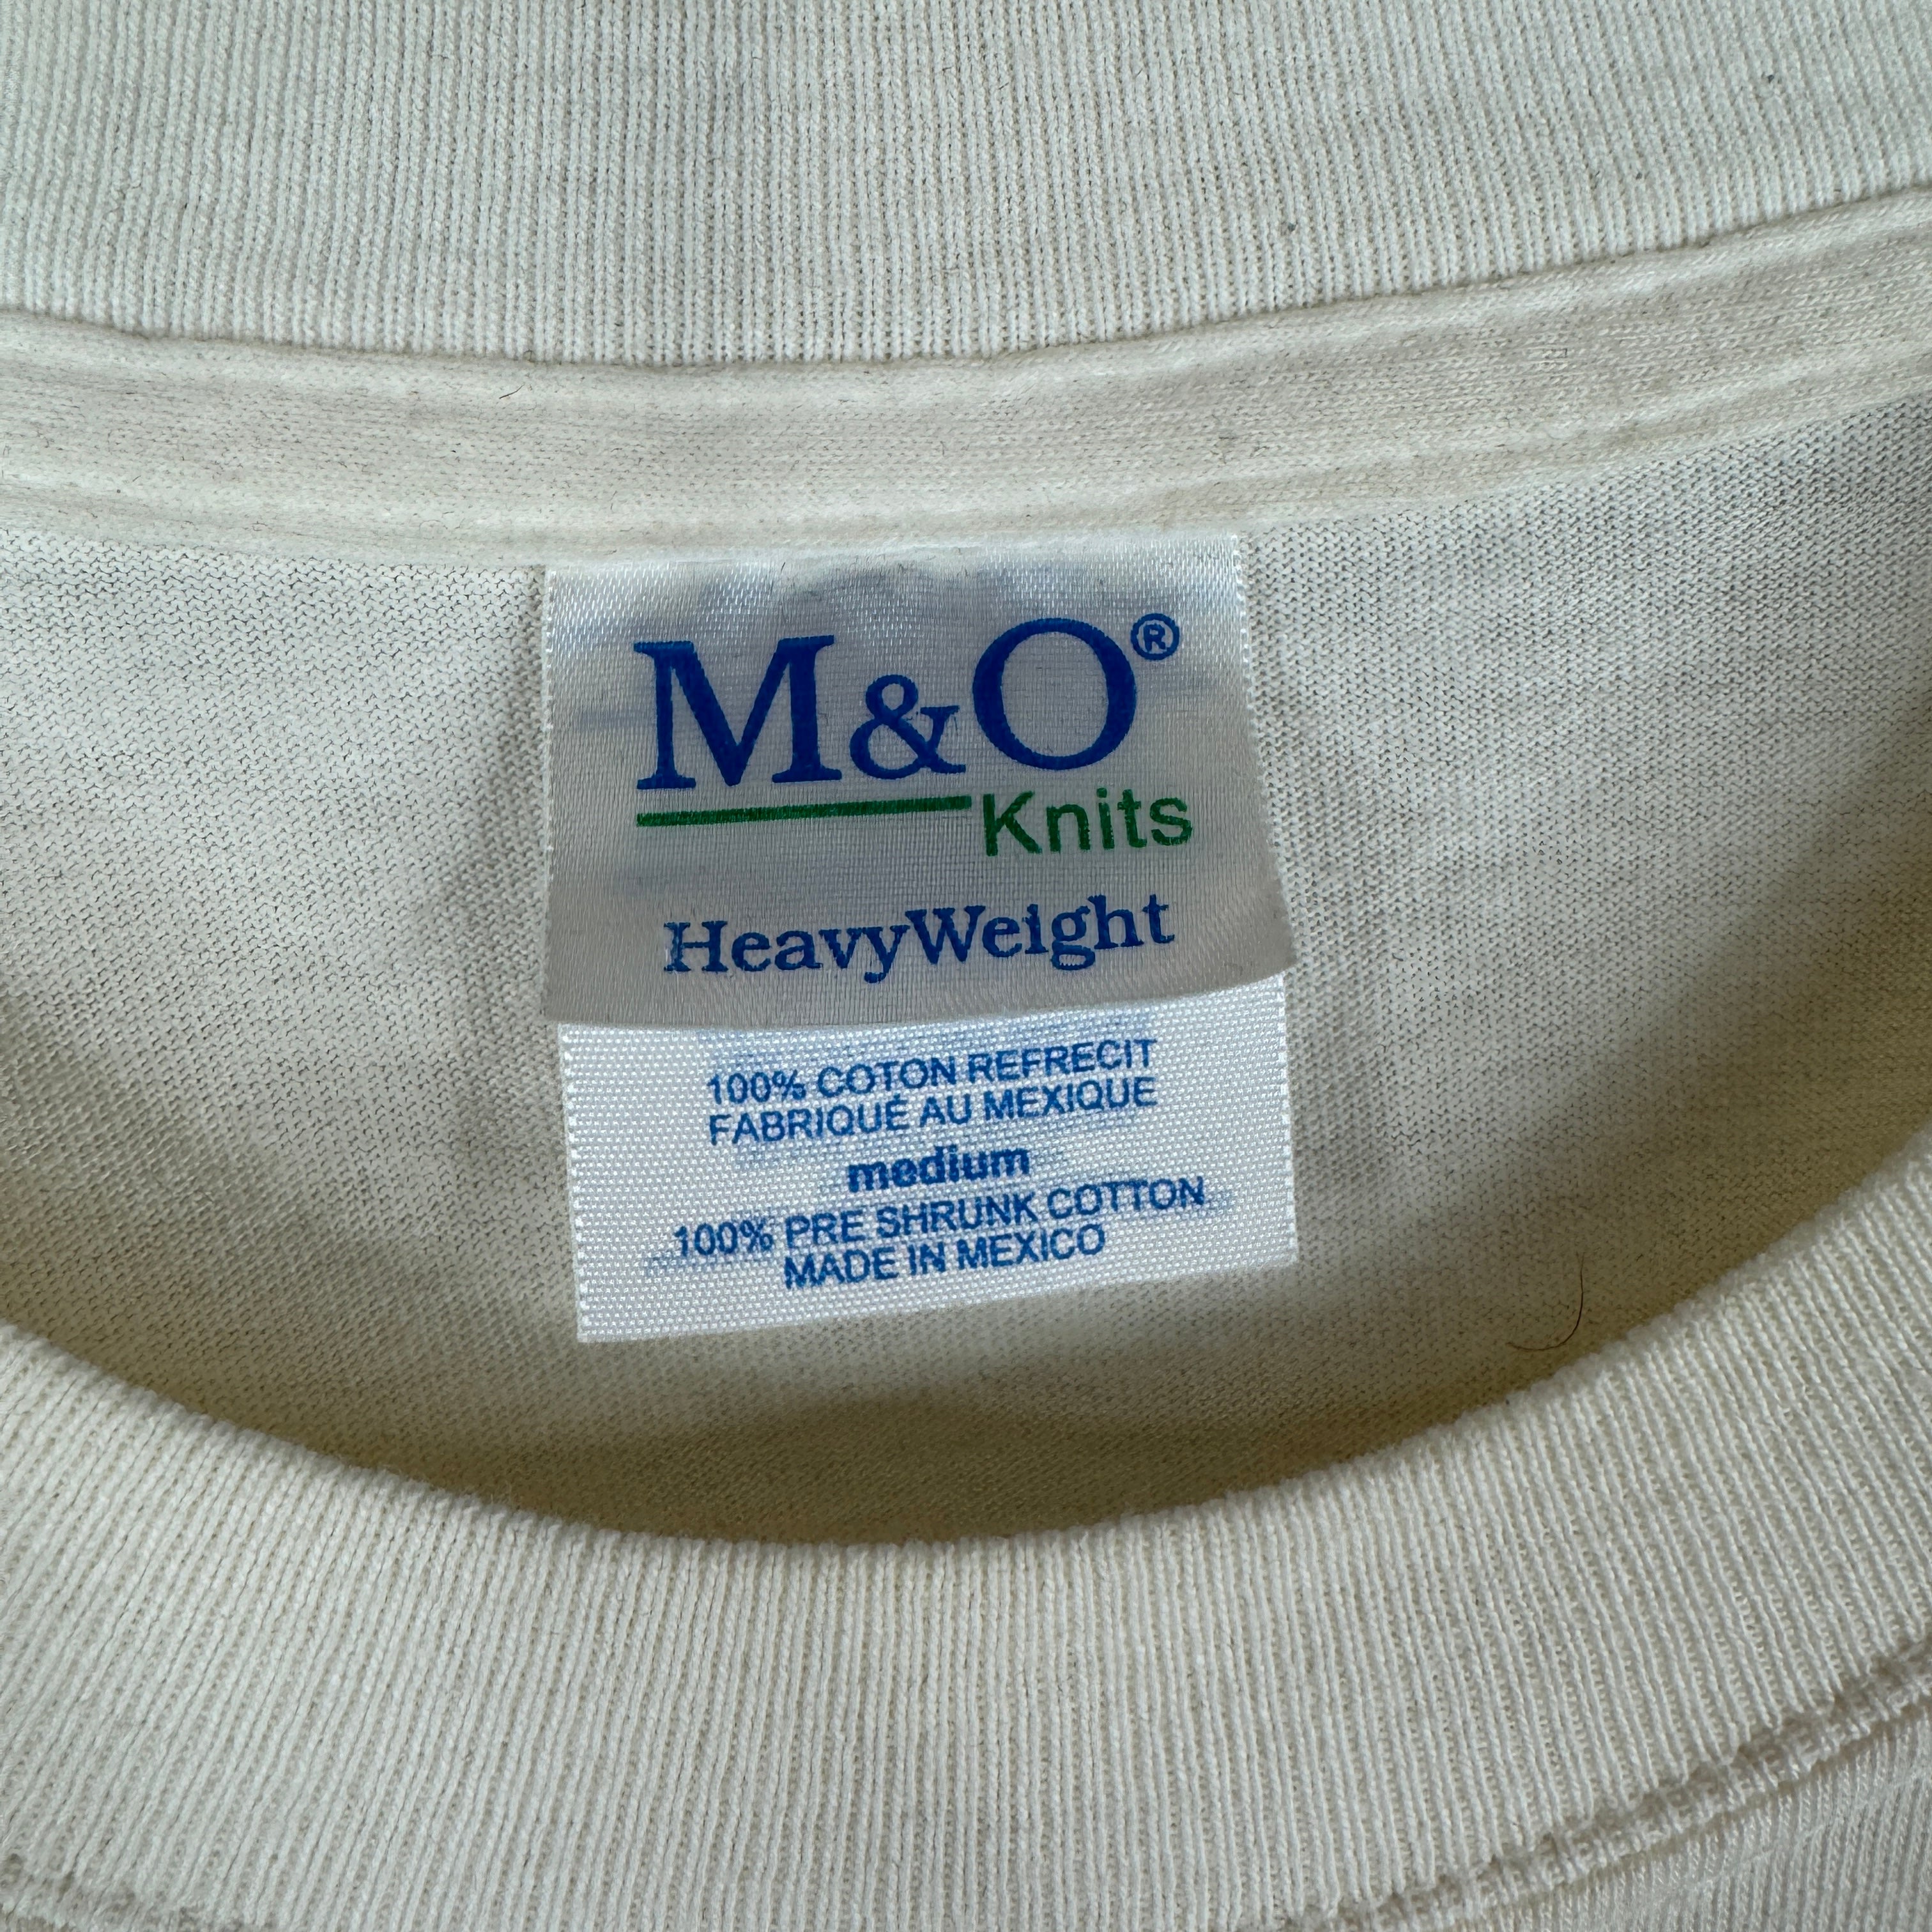 M&O®
Knits
HeavyWeight
100% COTON REFRECIT
FABRIQUÉ AU MEXIQUE
medium
100% PRE SHRUNK COTTON
MADE IN MEXICO